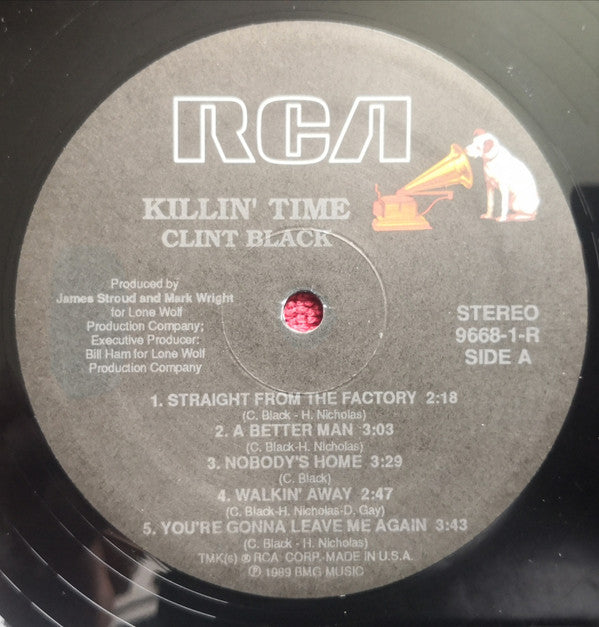 RCA
KILLIN' TIME
CLINT BLACK
Produced by
James Stroud and Mark Wright
for Lone Wolf
Production Company;
Executive Producer:
Bill Ham for Lone Wolf
Production Company
STEREO
9668-1-R
SIDE A
1. STRAIGHT FROM THE FACTORY 2:18
(C. Black - H. Nicholas)
2. A BETTER MAN 3:03
(C. Black-H. Nicholas)
3. NOBODY'S HOME 3:29
(C. Black)
4. WALKIN' AWAY 2:47
(C. Black-H. Nicholas-D. Gay)
5. YOU'RE GONNA LEAVE ME AGAIN 3:43
(C. Black - H. Nicholas)
TMK(s) ® RCA CORP.-MADE IN U.S.A.
℗ 1989 BMG MUSIC